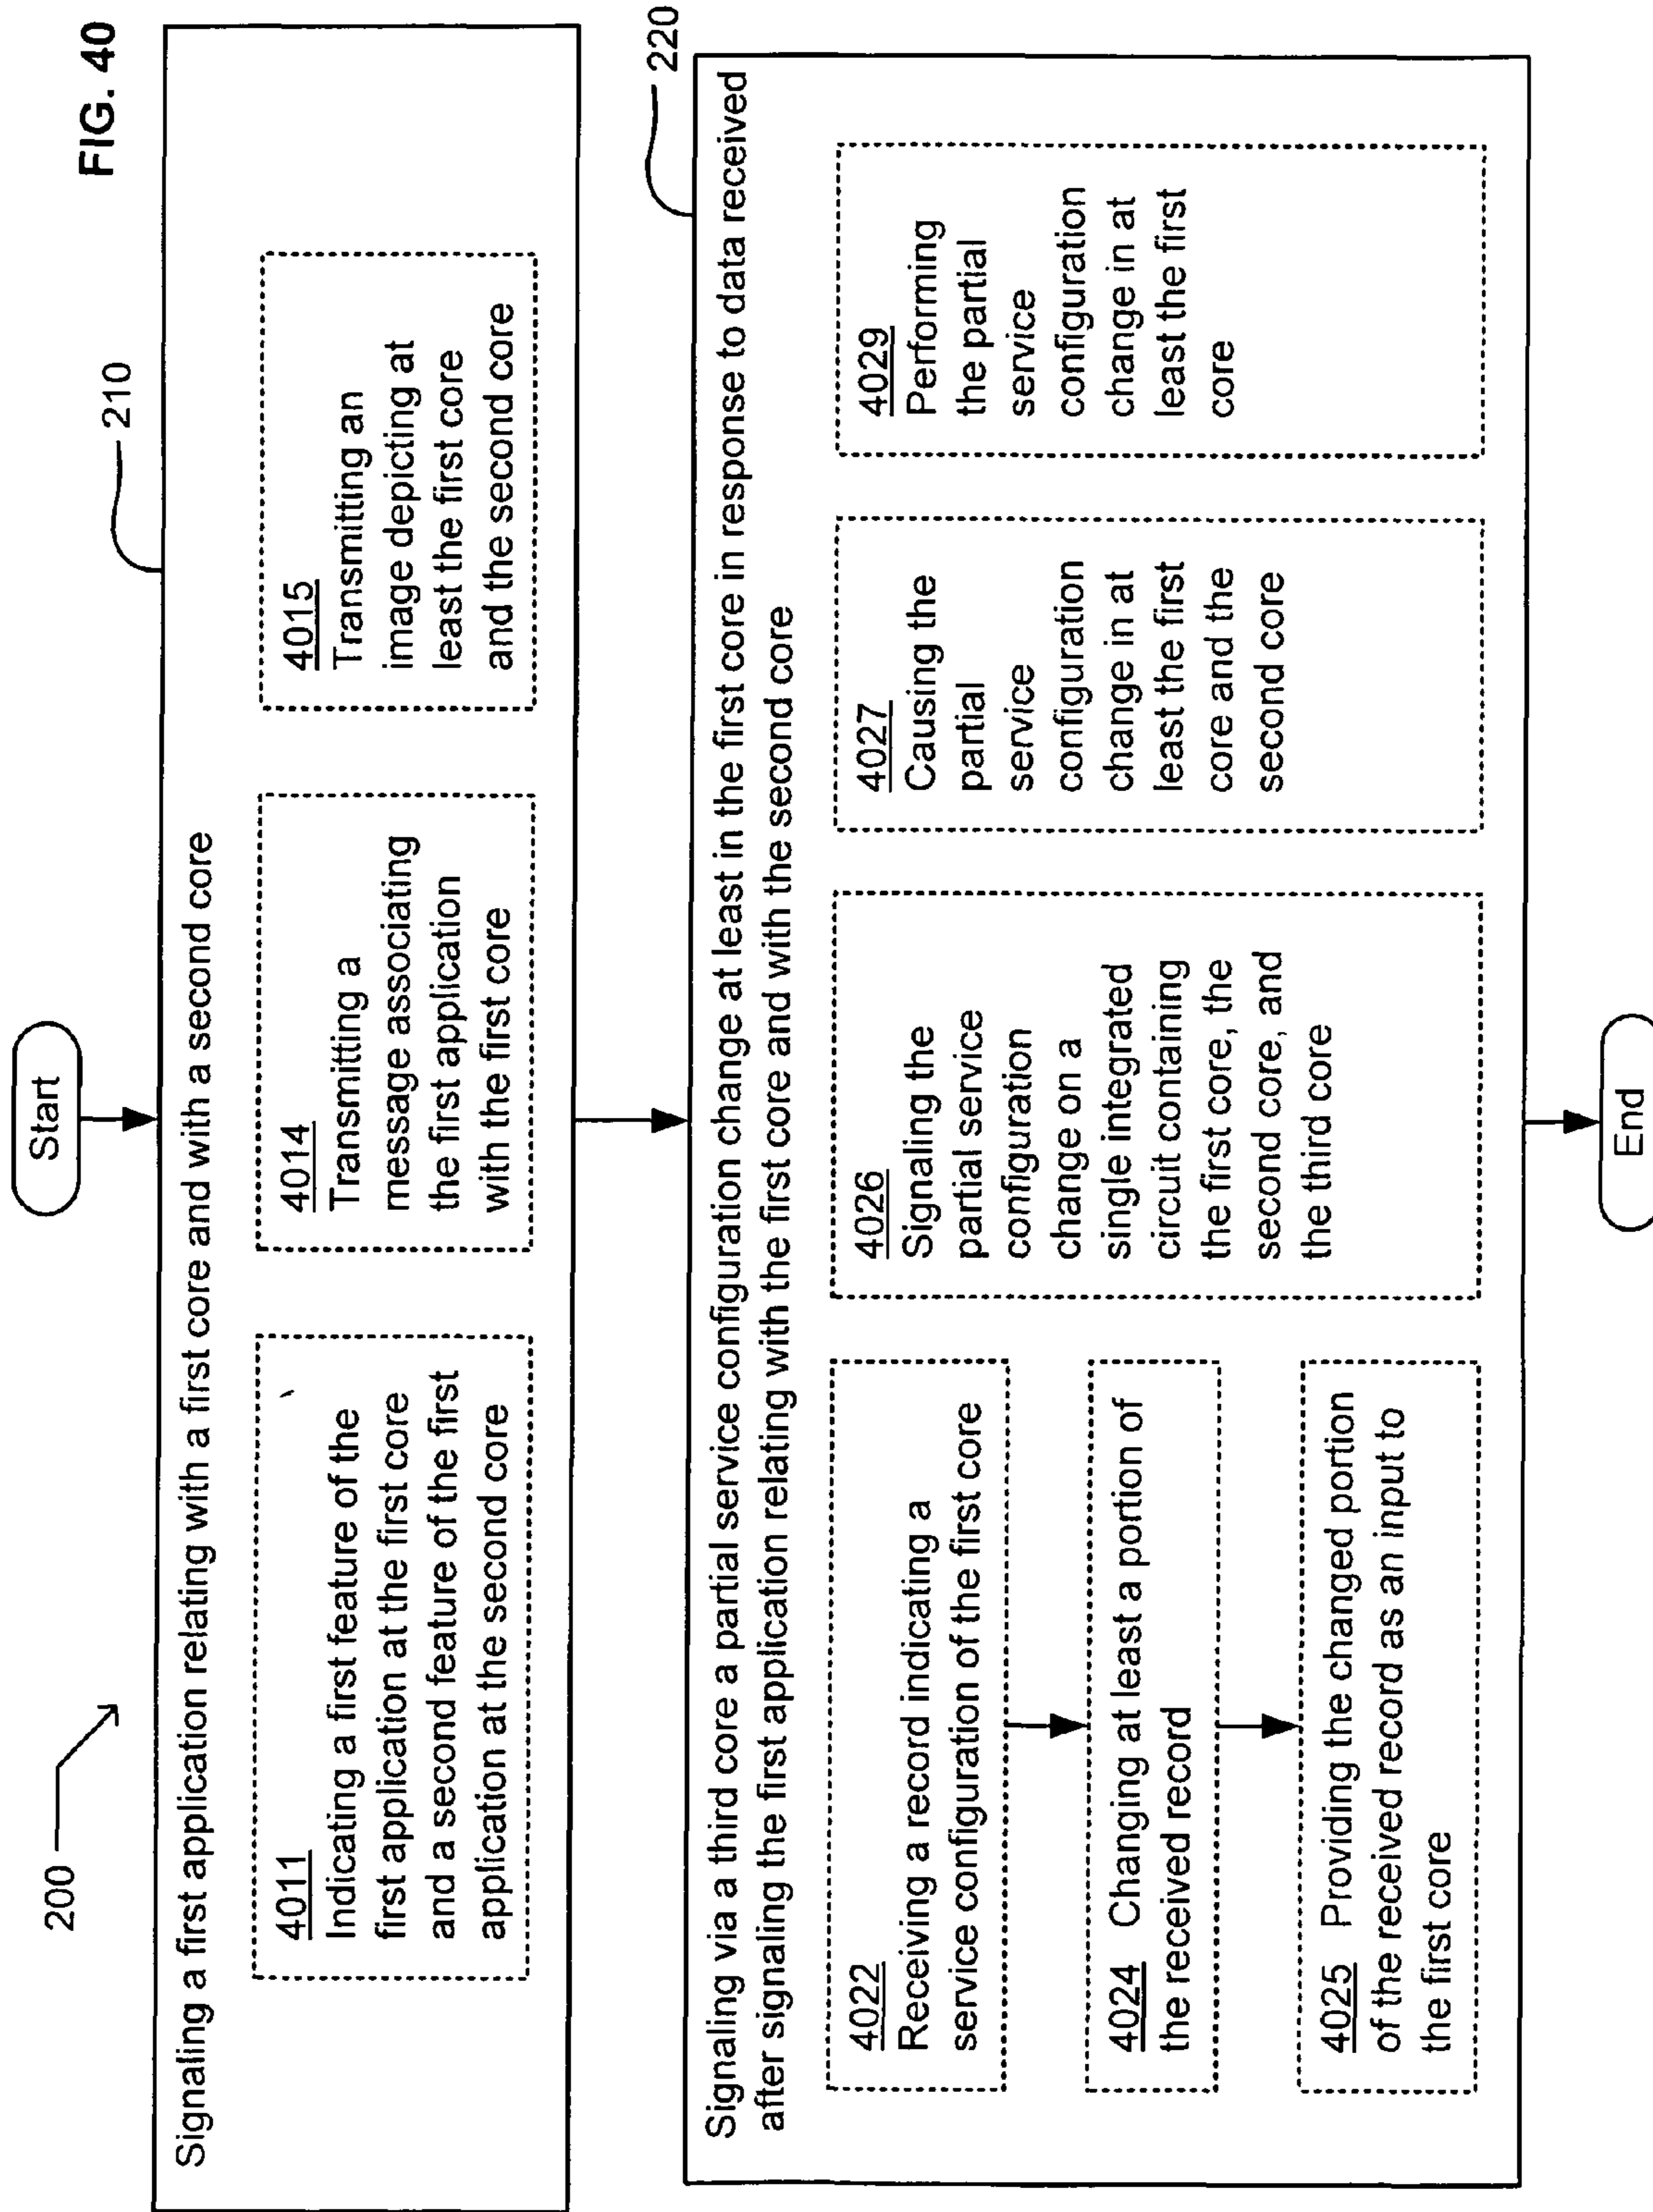 FIG. 40
200
Start
210
Signaling a first application relating with a first core and with a second core
4011
Indicating a first feature of the
first application at the first core
and a second feature of the first
application at the second core
4014
Transmitting a
message associating
the first application
with the first core
4015
Transmitting an
image depicting at
least the first core
and the second core
220
Signaling via a third core a partial service configuration change at least in the first core in response to data received
after signaling the first application relating with the first core and with the second core
4022
Receiving a record indicating a
service configuration of the first core
4024 Changing at least a portion of
the received record
4025 Providing the changed portion
of the received record as an input to
the first core
4026
Signaling the
partial service
configuration
change on a
single integrated
circuit containing
the first core, the
second core, and
the third core
4027
Causing the
partial
service
configuration
change in at
least the first
core and the
second core
4029
Performing
the partial
service
configuration
change in at
least the first
core
End